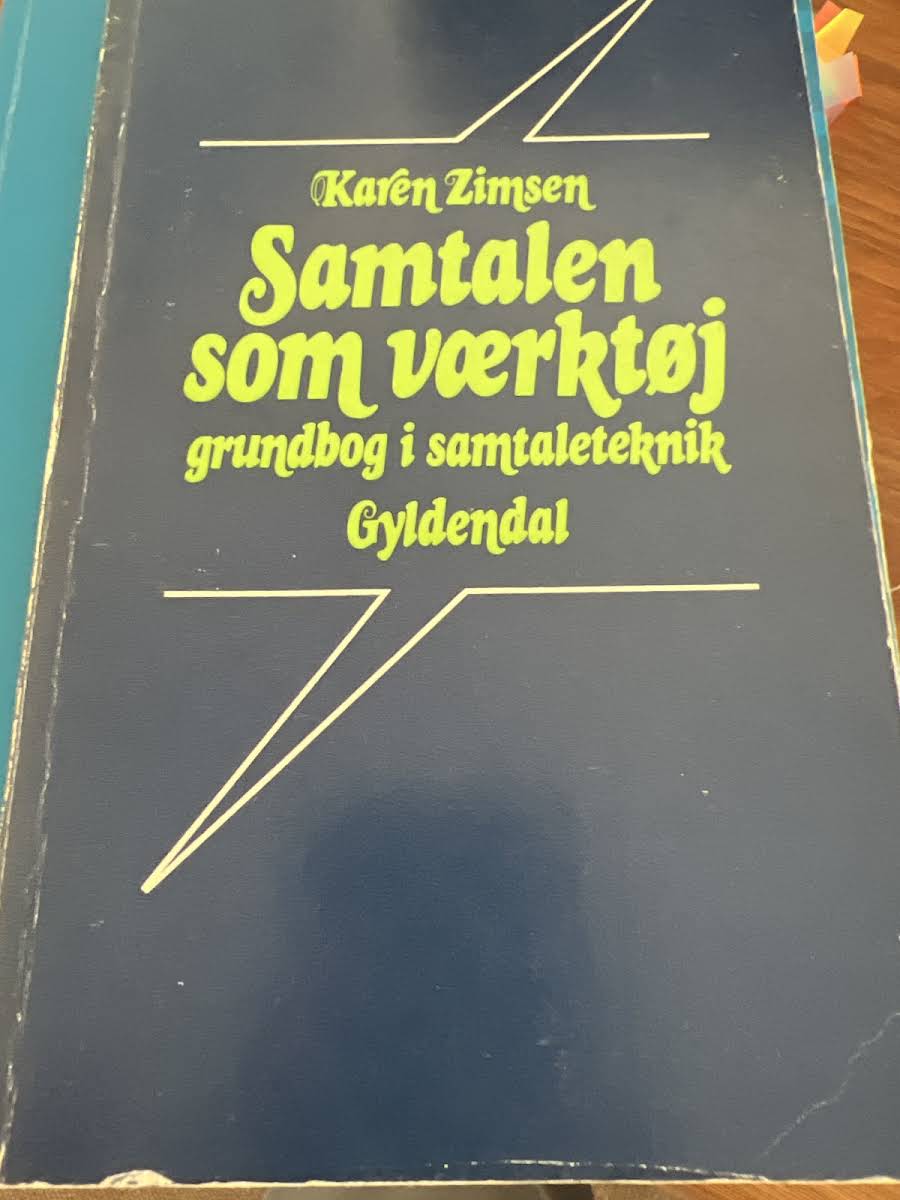 Karen Zimsen
Samtalen
som værktøj
grundbog i samtaleteknik
Gyldendal